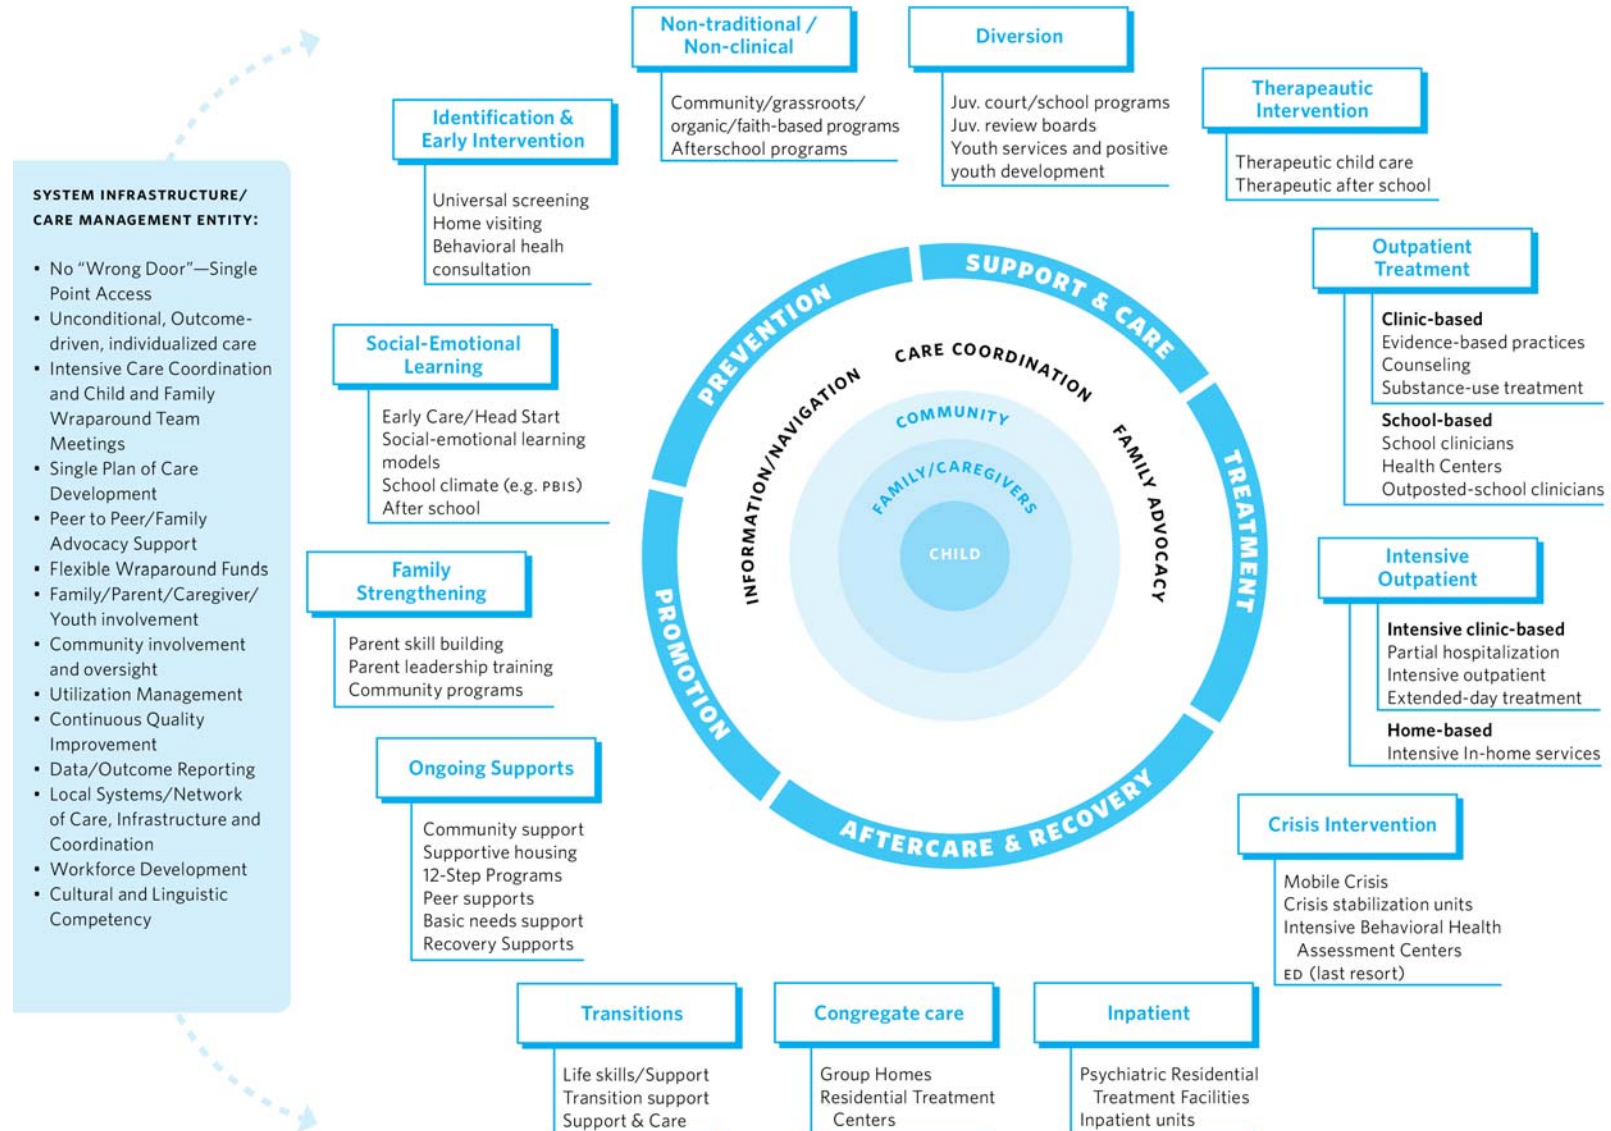 SYSTEM INFRASTRUCTURE/
CARE MANAGEMENT ENTITY:
• No “Wrong Door”—Single
Point Access
• Unconditional, Outcome-
driven, individualized care
• Intensive Care Coordination
and Child and Family
Wraparound Team
Meetings
• Single Plan of Care
Development
• Peer to Peer/Family
Advocacy Support
• Flexible Wraparound Funds
• Family/Parent/Caregiver/
Youth involvement
• Community involvement
and oversight
• Utilization Management
• Continuous Quality
Improvement
• Data/Outcome Reporting
• Local Systems/Network
of Care, Infrastructure and
Coordination
• Workforce Development
• Cultural and Linguistic
Competency
Non-traditional /
Non-clinical
Community/grassroots/
organic/faith-based programs
Afterschool programs
Diversion
Juv. court/school programs
Juv. review boards
Youth services and positive
youth development
Therapeautic
Intervention
Therapeutic child care
Therapeutic after school
Outpatient
Treatment
Clinic-based
Evidence-based practices
Counseling
Substance-use treatment
School-based
School clinicians
Health Centers
Outposted-school clinicians
Intensive
Outpatient
Intensive clinic-based
Partial hospitalization
Intensive outpatient
Extended-day treatment
Home-based
Intensive In-home services
Crisis Intervention
Mobile Crisis
Crisis stabilization units
Intensive Behavioral Health
Assessment Centers
ED (last resort)
Inpatient
Psychiatric Residential
Treatment Facilities
Inpatient units
Congregate care
Group Homes
Residential Treatment
Centers
Transitions
Life skills/Support
Transition support
Support & Care
Ongoing Supports
Community support
Supportive housing
12-Step Programs
Peer supports
Basic needs support
Recovery Supports
Family
Strengthening
Parent skill building
Parent leadership training
Community programs
Social-Emotional
Learning
Early Care/Head Start
Social-emotional learning
models
School climate (e.g. PBIS)
After school
Identification &
Early Intervention
Universal screening
Home visiting
Behavioral healh
consultation
PREVENTION
SUPPORT & CARE
TREATMENT
AFTERCARE & RECOVERY
PROMOTION
INFORMATION/NAVIGATION
CARE COORDINATION
FAMILY ADVOCACY
COMMUNITY
FAMILY/CAREGIVERS
CHILD